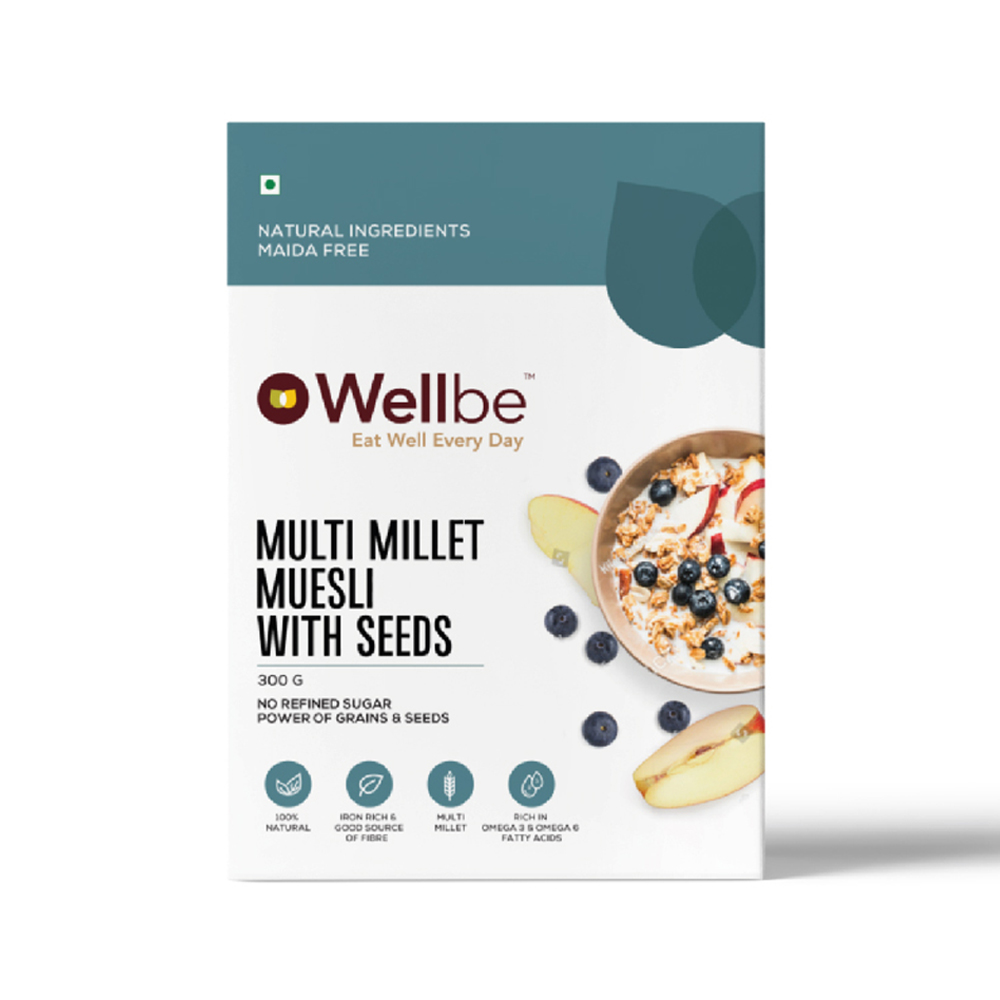 NATURAL INGREDIENTS
MAIDA FREE
Wellbe™
Eat Well Every Day
MULTI MILLET
MUESLI
WITH SEEDS
300 G
NO REFINED SUGAR
POWER OF GRAINS & SEEDS
100%
NATURAL
IRON RICH &
GOOD SOURCE
OF FIBRE
MULTI
MILLET
RICH IN
OMEGA 3 & OMEGA 6
FATTY ACIDS